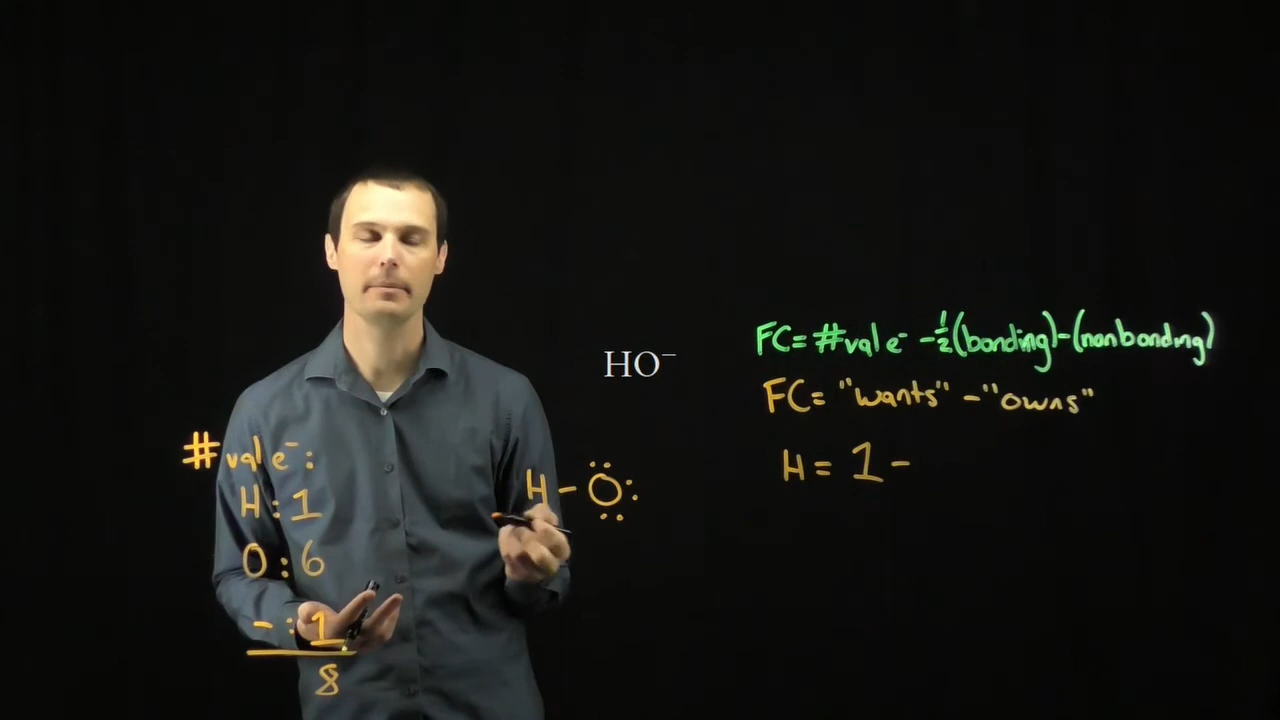 #val e⁻:
H:1
O:6
-:1
8
HO⁻
H-O
FC= #val e⁻ -½(bonding)-(nonbonding)
FC= "wants" -"owns"
H= 1-